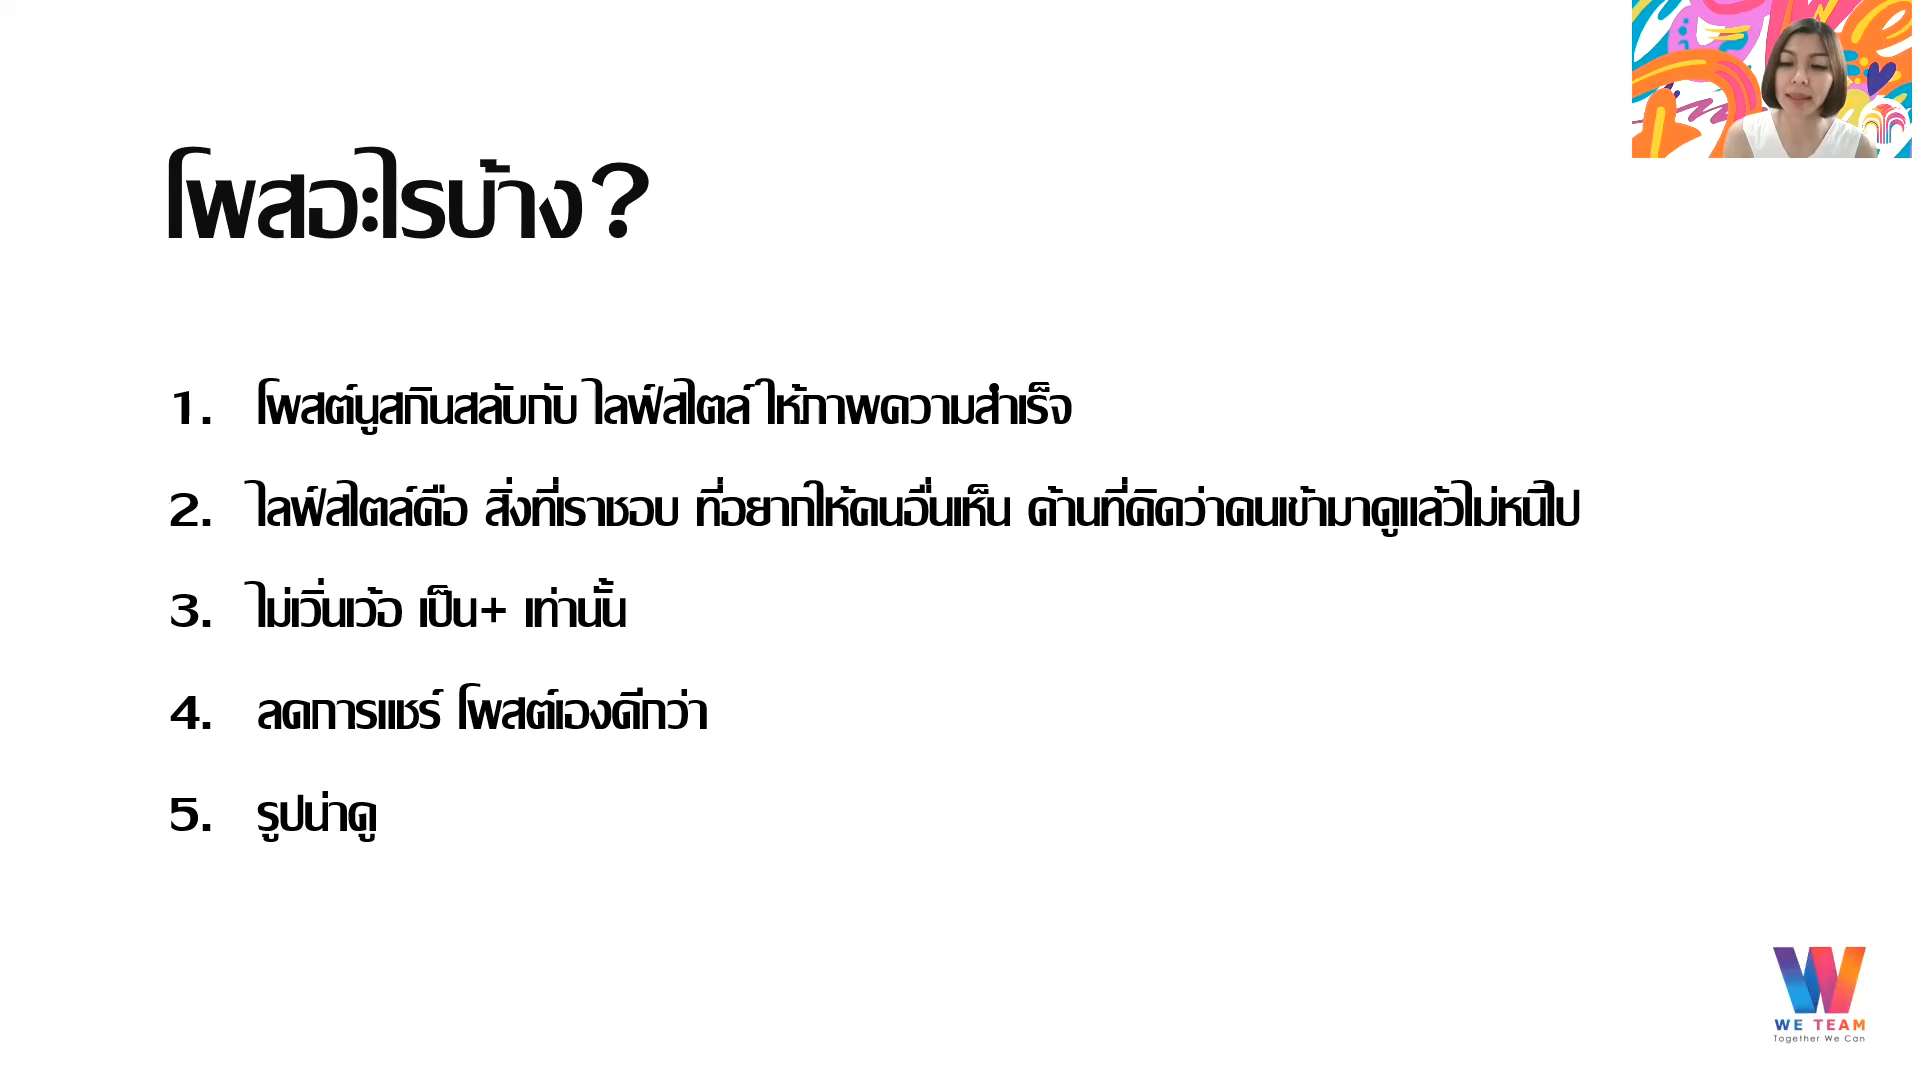 โพสอะไรบ้าง?
1. โพสต์นูสกินสลับกับ ไลฟ์สไตล์ ให้ภาพความสำเร็จ
2. ไลฟ์สไตล์คือ สิ่งที่เราชอบ ที่อยากให้คนอื่นเห็น ด้านที่คิดว่าคนเข้ามาดูแล้วไม่หนีไป
3. ไม่เวิ่นเว้อ เป็น+ เท่านั้น
4. ลดการแชร์ โพสต์เองดีกว่า
5. รูปน่าดู
WE TEAM
Together We Can